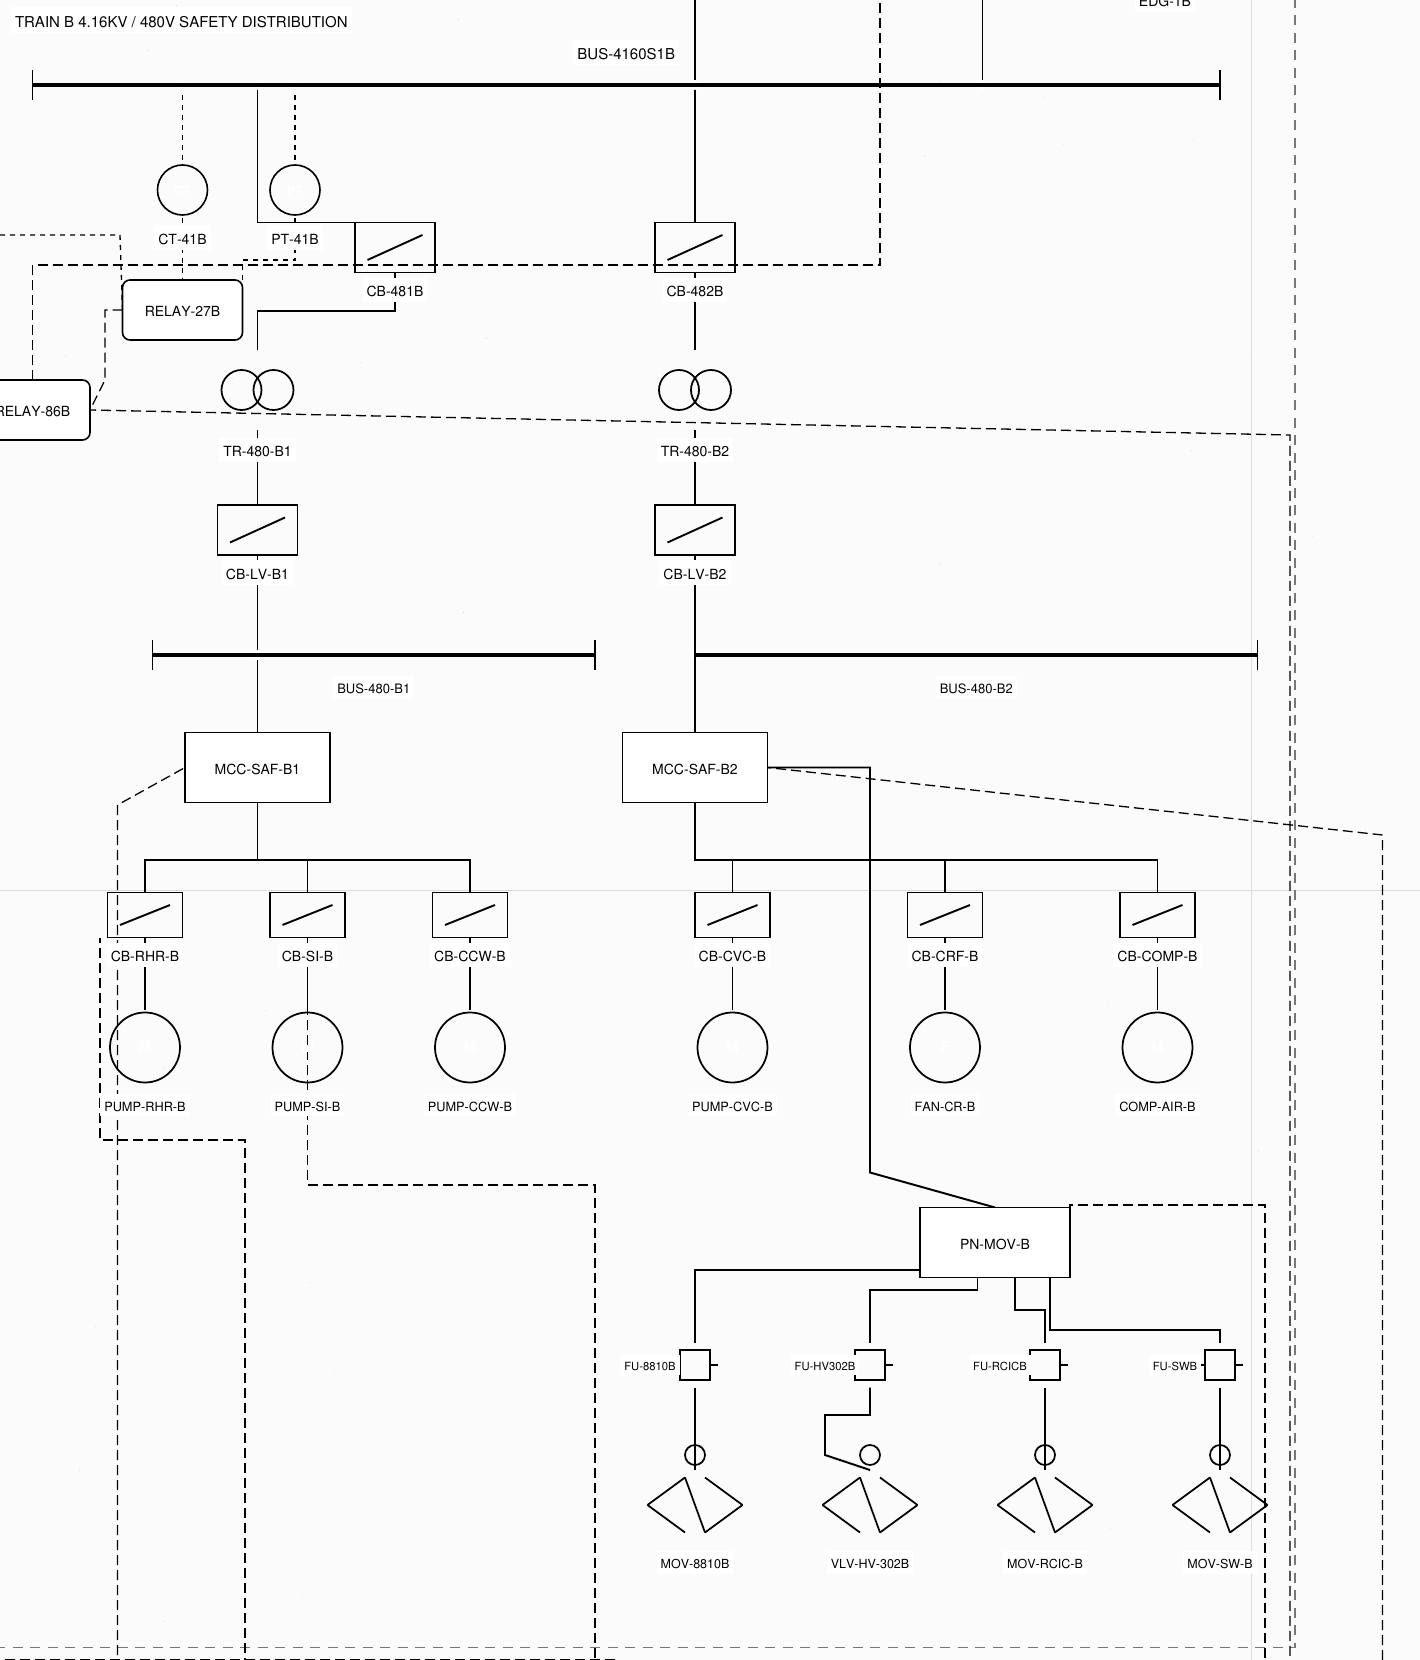 EDG-1B
TRAIN B 4.16KV / 480V SAFETY DISTRIBUTION
BUS-4160S1B
CT-41B
PT-41B
RELAY-27B
CB-481B
CB-482B
RELAY-86B
TR-480-B1
TR-480-B2
CB-LV-B1
CB-LV-B2
BUS-480-B1
BUS-480-B2
MCC-SAF-B1
MCC-SAF-B2
CB-RHR-B
CB-SI-B
CB-CCW-B
CB-CVC-B
CB-CRF-B
CB-COMP-B
PUMP-RHR-B
PUMP-SI-B
PUMP-CCW-B
PUMP-CVC-B
FAN-CR-B
COMP-AIR-B
PN-MOV-B
FU-8810B
FU-HV302B
FU-RCICB
FU-SWB
MOV-8810B
VLV-HV-302B
MOV-RCIC-B
MOV-SW-B